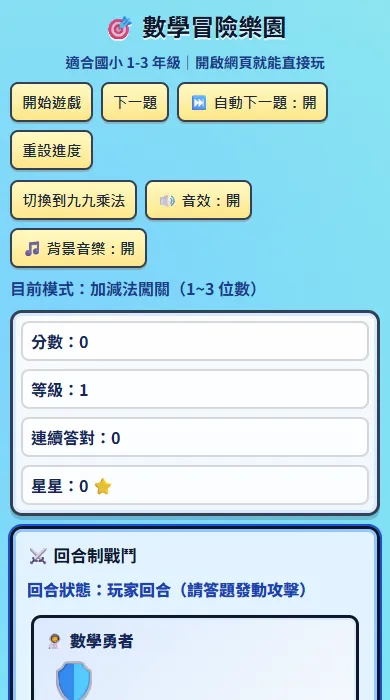 🎯 數學冒險樂園
適合國小 1-3 年級｜開啟網頁就能直接玩
開始遊戲 下一題 ⏭️ 自動下一題：開
重設進度
切換到九九乘法 🔊 音效：開
🎵 背景音樂：開
目前模式：加減法闖關（1~3 位數）
分數：0
等級：1
連續答對：0
星星：0 ⭐
⚔️ 回合制戰鬥
回合狀態：玩家回合（請答題發動攻擊）
🧑‍🚀 數學勇者